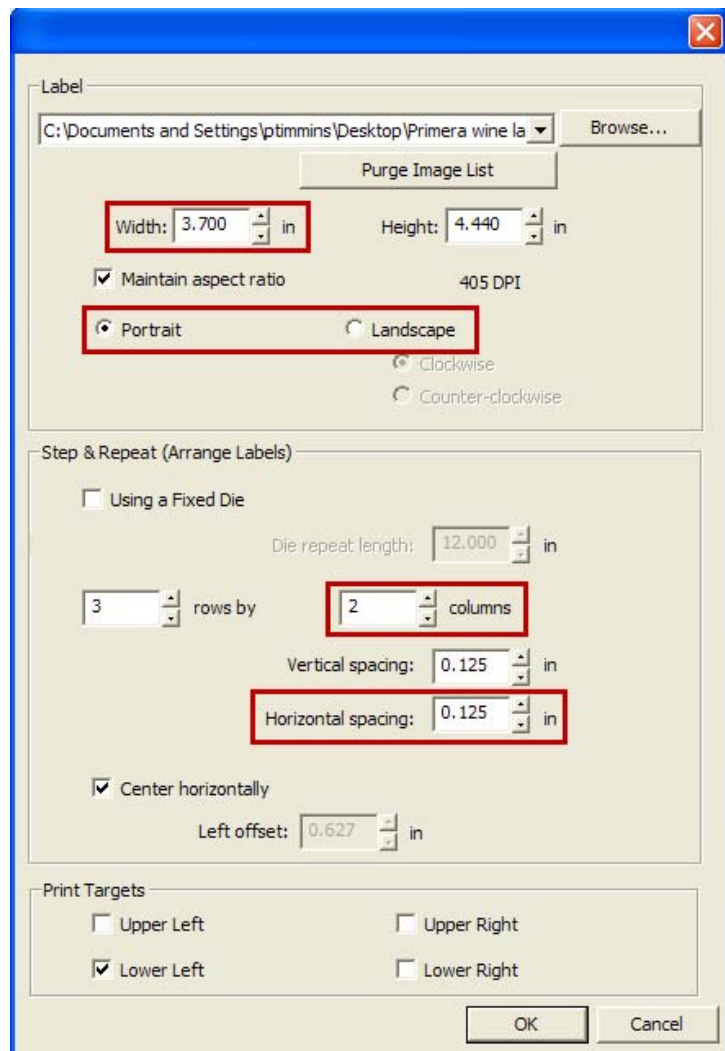 Label
C:\Documents and Settings\ptimmins\Desktop\Primera wine la Browse...
Purge Image List
Width: 3.700 in Height: 4.440 in
Maintain aspect ratio 405 DPI
Portrait Landscape
Clockwise
Counter-clockwise
Step & Repeat (Arrange Labels)
Using a Fixed Die
Die repeat length: 12.000 in
3 rows by 2 columns
Vertical spacing: 0.125 in
Horizontal spacing: 0.125 in
Center horizontally
Left offset: 0.627 in
Print Targets
Upper Left Upper Right
Lower Left Lower Right
OK Cancel